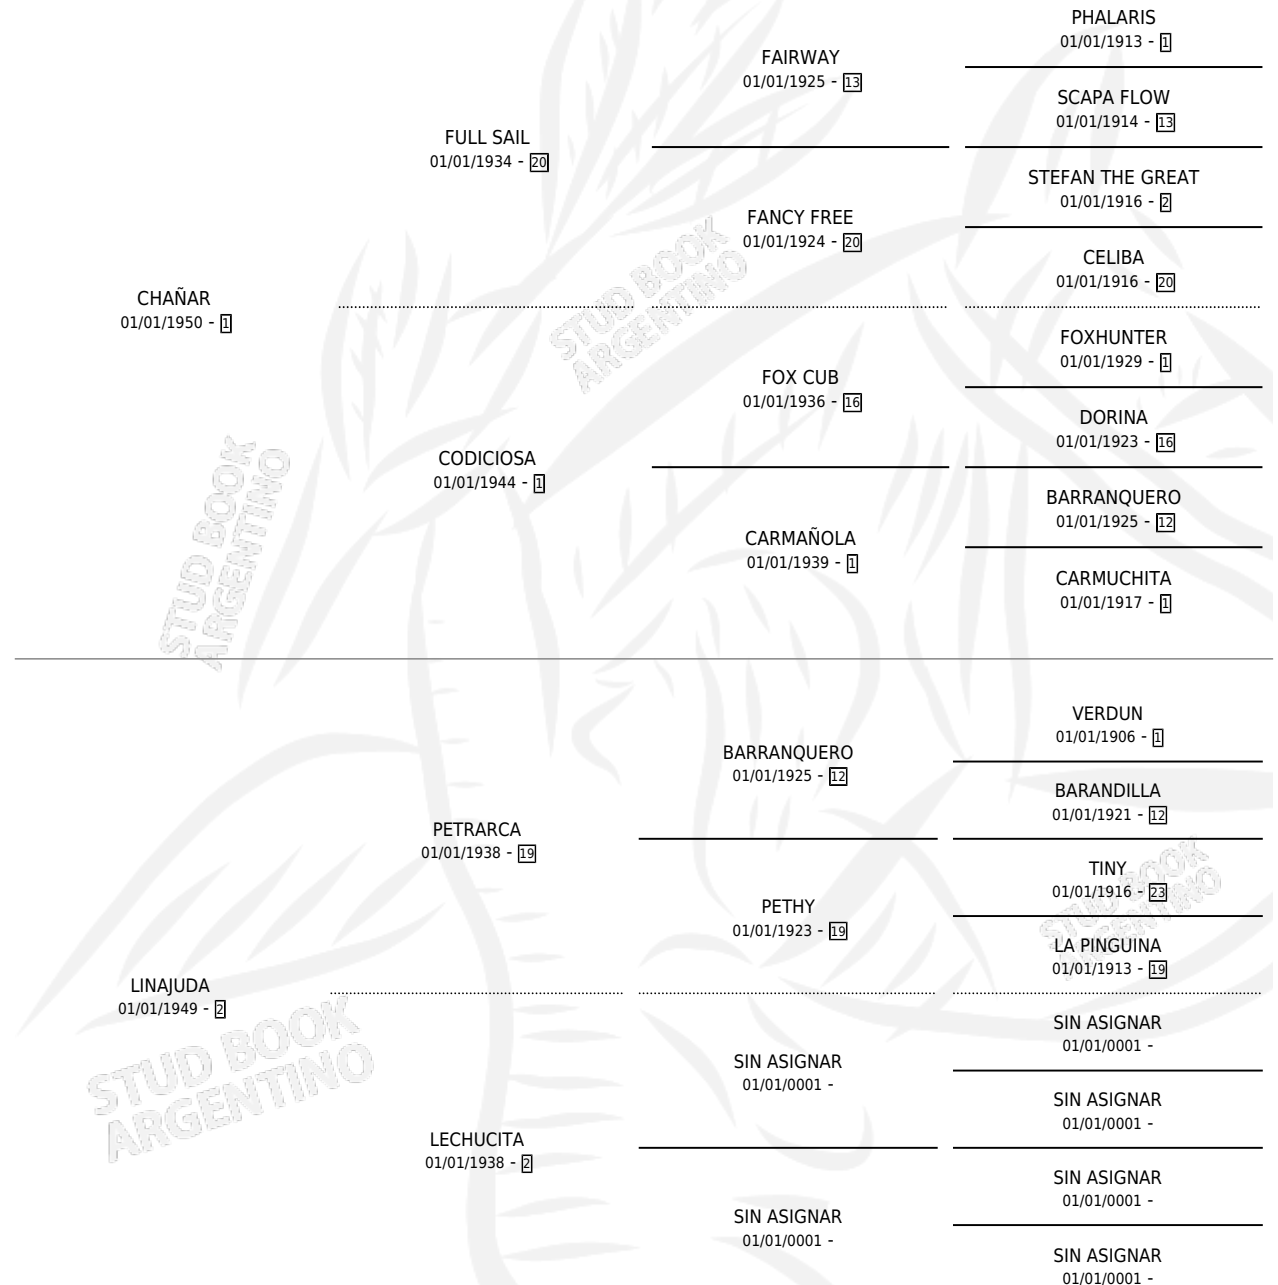 PHALARIS
01/01/1913 - 1
FAIRWAY
01/01/1925 - 13
SCAPA FLOW
01/01/1914 - 13
FULL SAIL
01/01/1934 - 20
STEFAN THE GREAT
01/01/1916 - 2
FANCY FREE
01/01/1924 - 20
CELIBA
01/01/1916 - 20
STUD BOOK
ARGENTINO
CHAÑAR
01/01/1950 - 1
FOXHUNTER
01/01/1929 - 1
FOX CUB
01/01/1936 - 16
DORINA
01/01/1923 - 16
CODICIOSA
01/01/1944 - 1
BARRANQUERO
01/01/1925 - 12
CARMAÑOLA
01/01/1939 - 1
CARMUCHITA
01/01/1917 - 1
STUD BOOK
ARGENTINO
VERDUN
01/01/1906 - 1
BARRANQUERO
01/01/1925 - 12
BARANDILLA
01/01/1921 - 12
PETRARCA
01/01/1938 - 19
TINY
01/01/1916 - 23
PETHY
01/01/1923 - 19
LA PINGUINA
01/01/1913 - 19
STUD BOOK
ARGENTINO
LINAJUDA
01/01/1949 - 2
SIN ASIGNAR
01/01/0001 -
SIN ASIGNAR
01/01/0001 -
SIN ASIGNAR
01/01/0001 -
STUD BOOK
ARGENTINO
LECHUCITA
01/01/1938 - 2
SIN ASIGNAR
01/01/0001 -
SIN ASIGNAR
01/01/0001 -
SIN ASIGNAR
01/01/0001 -